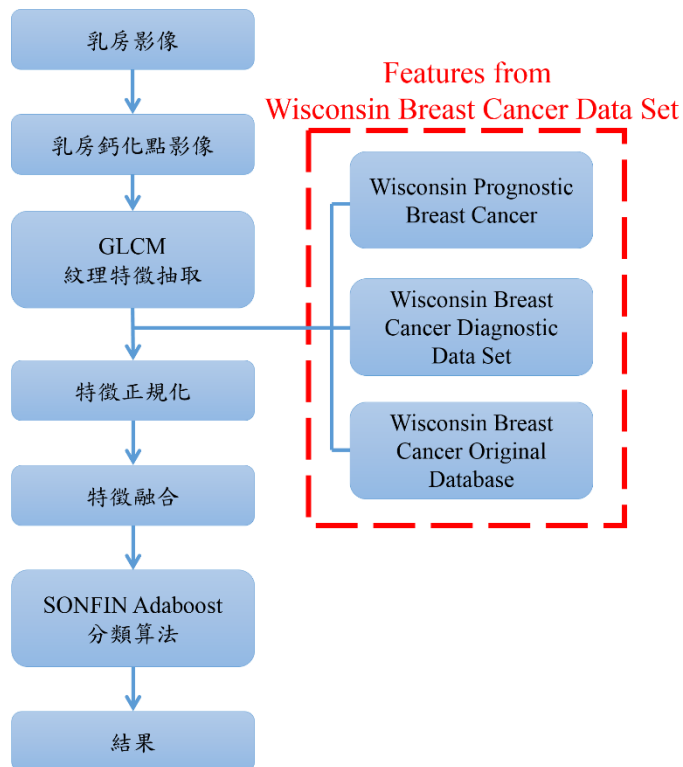 乳房影像
乳房鈣化點影像
GLCM
紋理特徵抽取
特徵正規化
特徵融合
SONFIN Adaboost
分類算法
結果
Features from
Wisconsin Breast Cancer Data Set
Wisconsin Prognostic
Breast Cancer
Wisconsin Breast
Cancer Diagnostic
Data Set
Wisconsin Breast
Cancer Original
Database